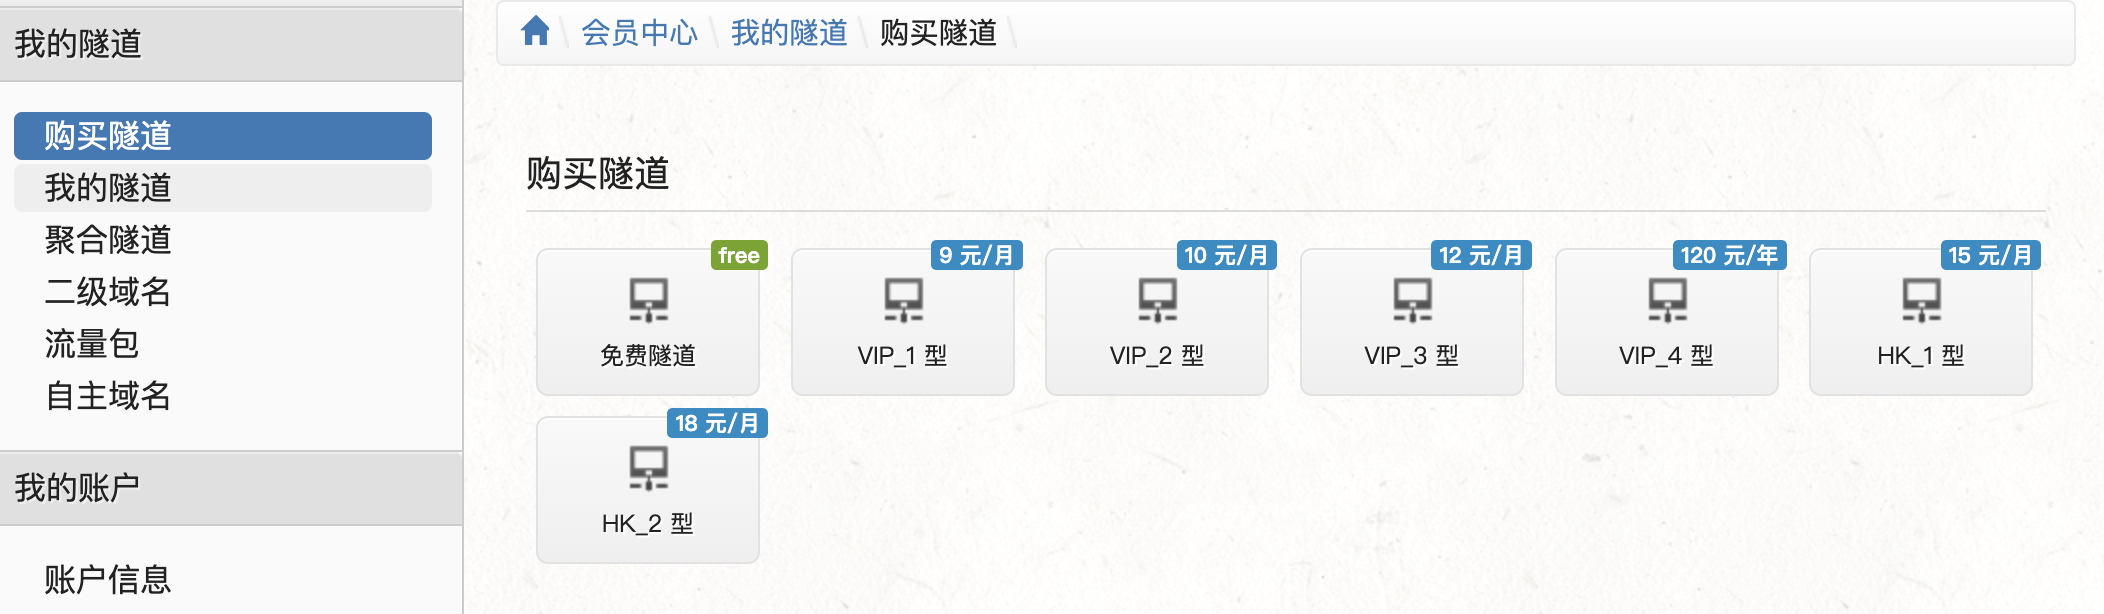 我的隧道
购买隧道
我的隧道
聚合隧道
二级域名
流量包
自主域名
我的账户
账户信息
会员中心 我的隧道 购买隧道
购买隧道
free
免费隧道
9 元/月
VIP_1 型
10 元/月
VIP_2 型
12 元/月
VIP_3 型
120 元/年
VIP_4 型
15 元/月
HK_1 型
18 元/月
HK_2 型